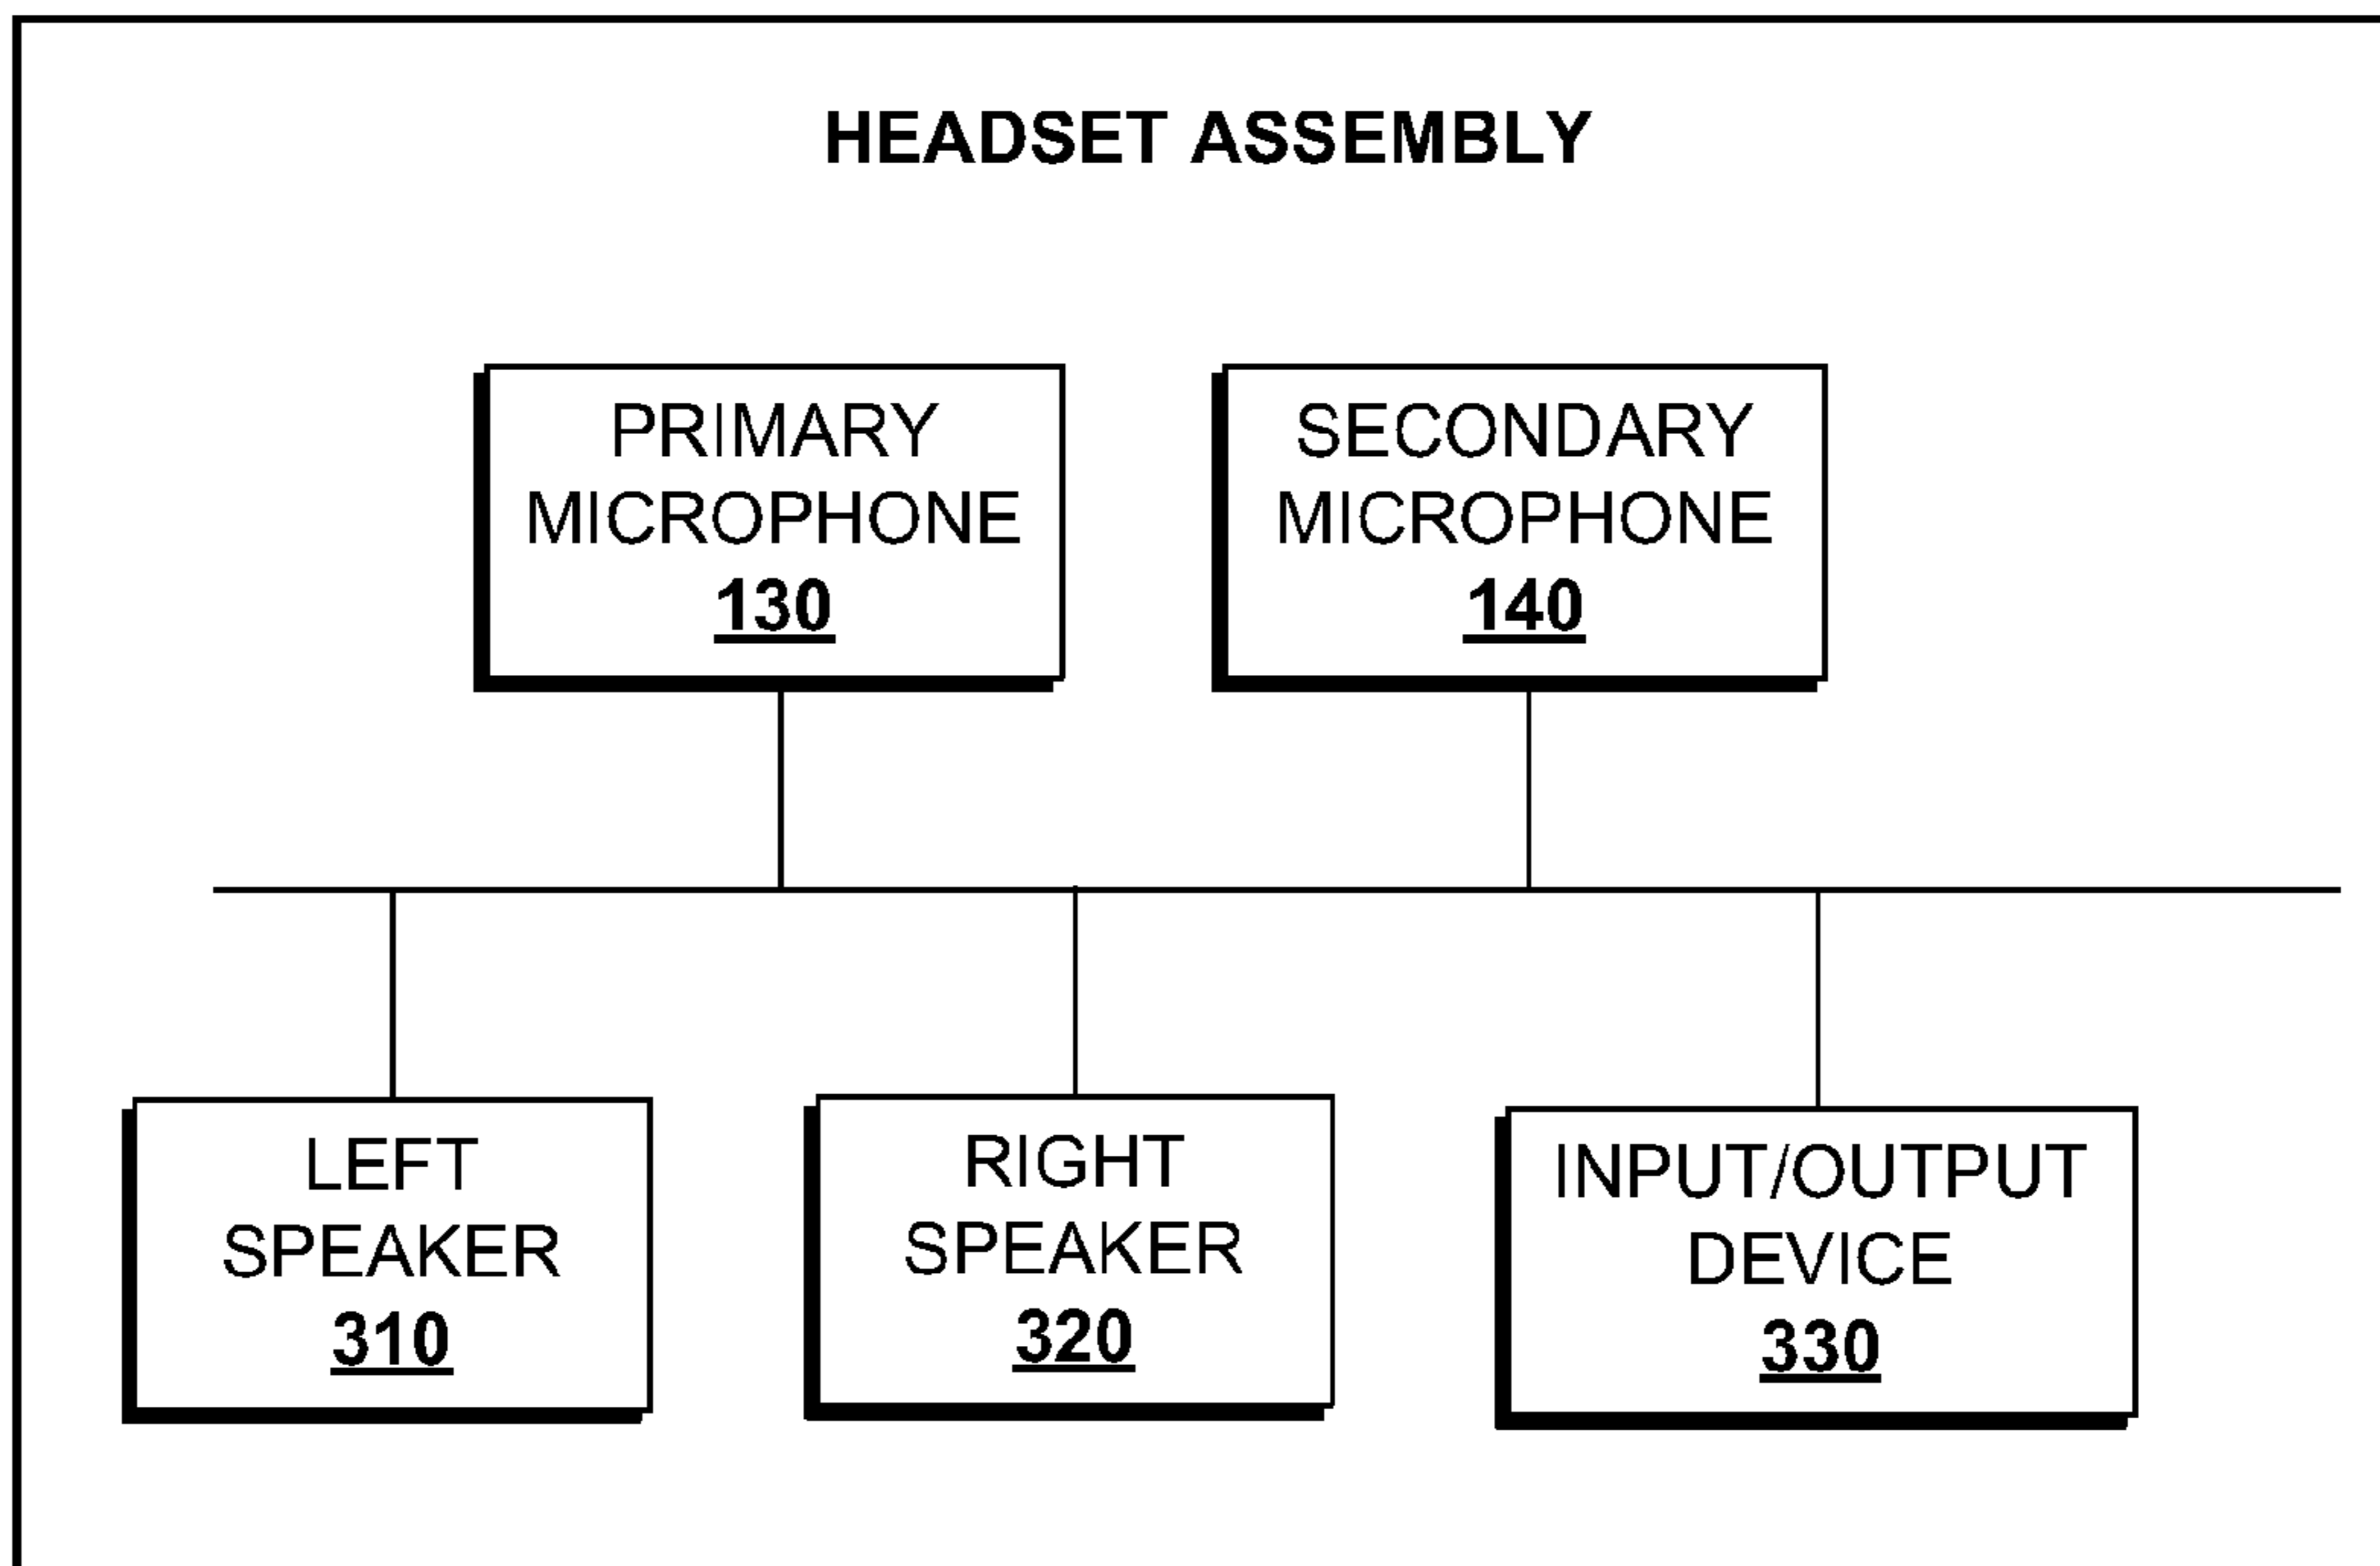 HEADSET ASSEMBLY
PRIMARY
MICROPHONE
130
SECONDARY
MICROPHONE
140
LEFT
SPEAKER
310
RIGHT
SPEAKER
320
INPUT/OUTPUT
DEVICE
330